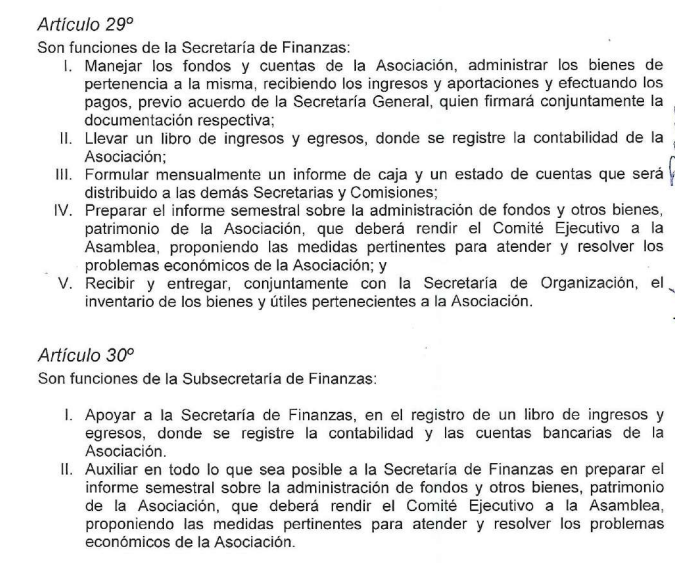 Artículo 29º
Son funciones de la Secretaría de Finanzas:
I. Manejar los fondos y cuentas de la Asociación, administrar los bienes de
pertenencia a la misma, recibiendo los ingresos y aportaciones y efectuando los
pagos, previo acuerdo de la Secretaría General, quien firmará conjuntamente la
documentación respectiva;
II. Llevar un libro de ingresos y egresos, donde se registre la contabilidad de la
Asociación;
III. Formular mensualmente un informe de caja y un estado de cuentas que será
distribuido a las demás Secretarias y Comisiones;
IV. Preparar el informe semestral sobre la administración de fondos y otros bienes,
patrimonio de la Asociación, que deberá rendir el Comité Ejecutivo a la
Asamblea, proponiendo las medidas pertinentes para atender y resolver los
problemas económicos de la Asociación; y
V. Recibir y entregar, conjuntamente con la Secretaría de Organización, el
inventario de los bienes y útiles pertenecientes a la Asociación.
Artículo 30º
Son funciones de la Subsecretaría de Finanzas:
I. Apoyar a la Secretaría de Finanzas, en el registro de un libro de ingresos y
egresos, donde se registre la contabilidad y las cuentas bancarias de la
Asociación.
II. Auxiliar en todo lo que sea posible a la Secretaría de Finanzas en preparar el
informe semestral sobre la administración de fondos y otros bienes, patrimonio
de la Asociación, que deberá rendir el Comité Ejecutivo a la Asamblea,
proponiendo las medidas pertinentes para atender y resolver los problemas
económicos de la Asociación.